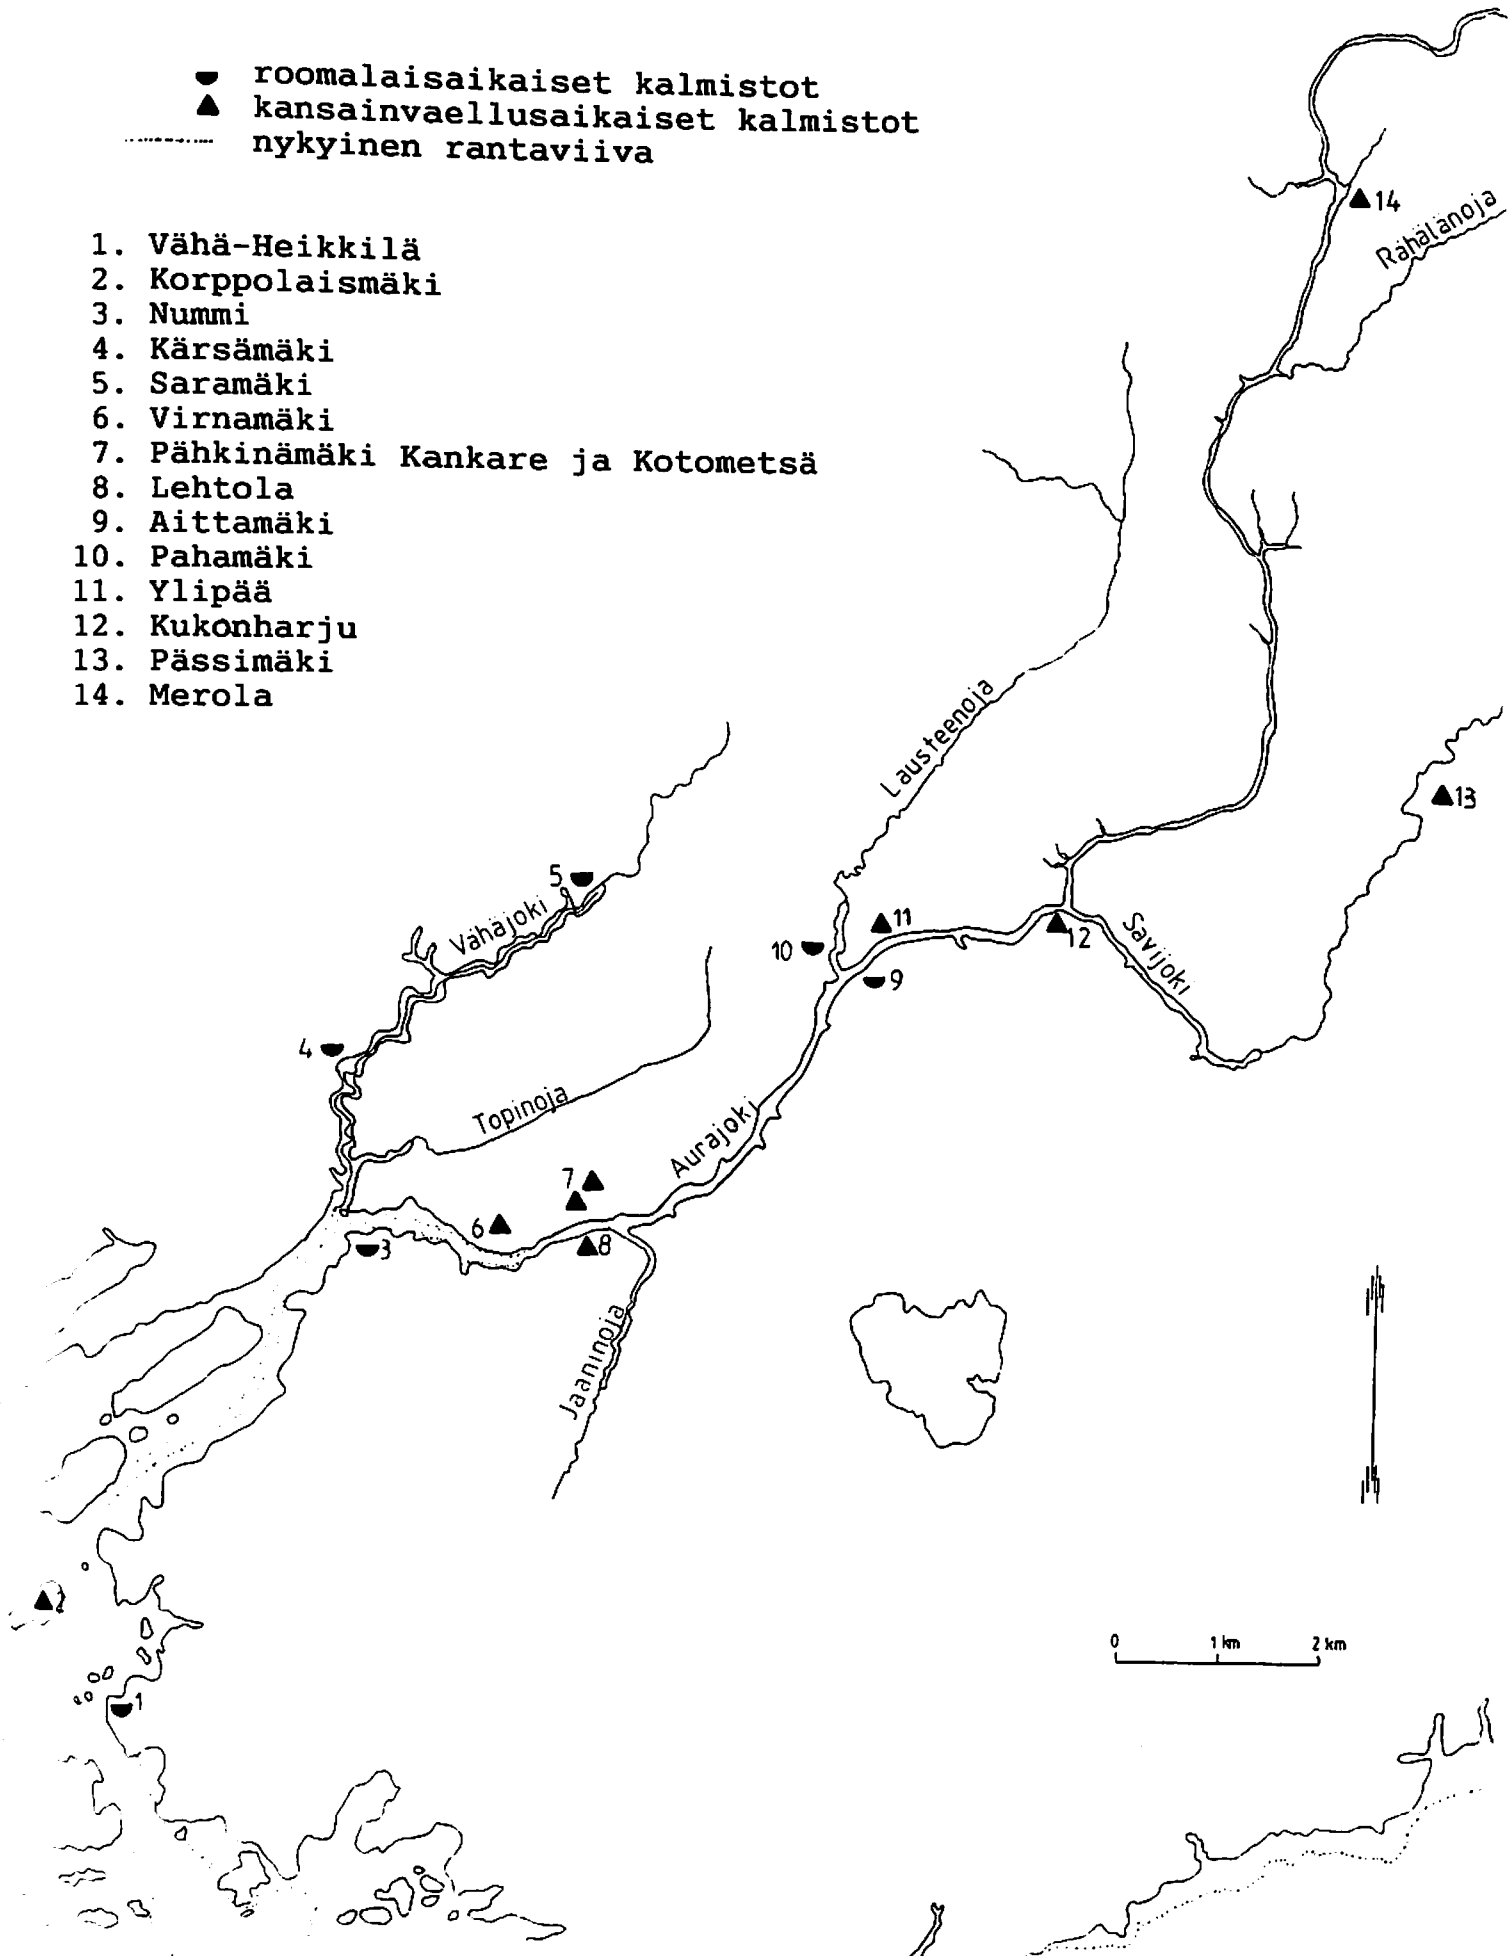 roomalaisaikaiset kalmistot
kansainvaellusaikaiset kalmistot
nykyinen rantaviiva
1. Vähä-Heikkilä
2. Korppolaismäki
3. Nummi
4. Kärsämäki
5. Saramäki
6. Virnamäki
7. Pähkinämäki Kankare ja Kotometsä
8. Lehtola
9. Aittamäki
10. Pahamäki
11. Ylipää
12. Kukonharju
13. Pässimäki
14. Merola
14
Rähälänoja
Lausteenoja
13
5
Vähäjoki
11
10
12
Savijoki
9
4
Topinoja
Aurajoki
7
6
8
3
Jaaninoja
2
0 1 km 2 km
1